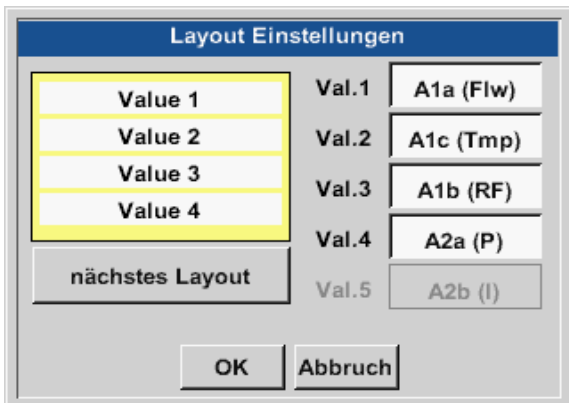 Layout Einstellungen
Value 1
Value 2
Value 3
Value 4
nächstes Layout
Val.1 A1a (Flw)
Val.2 A1c (Tmp)
Val.3 A1b (RF)
Val.4 A2a (P)
Val.5 A2b (I)
OK Abbruch